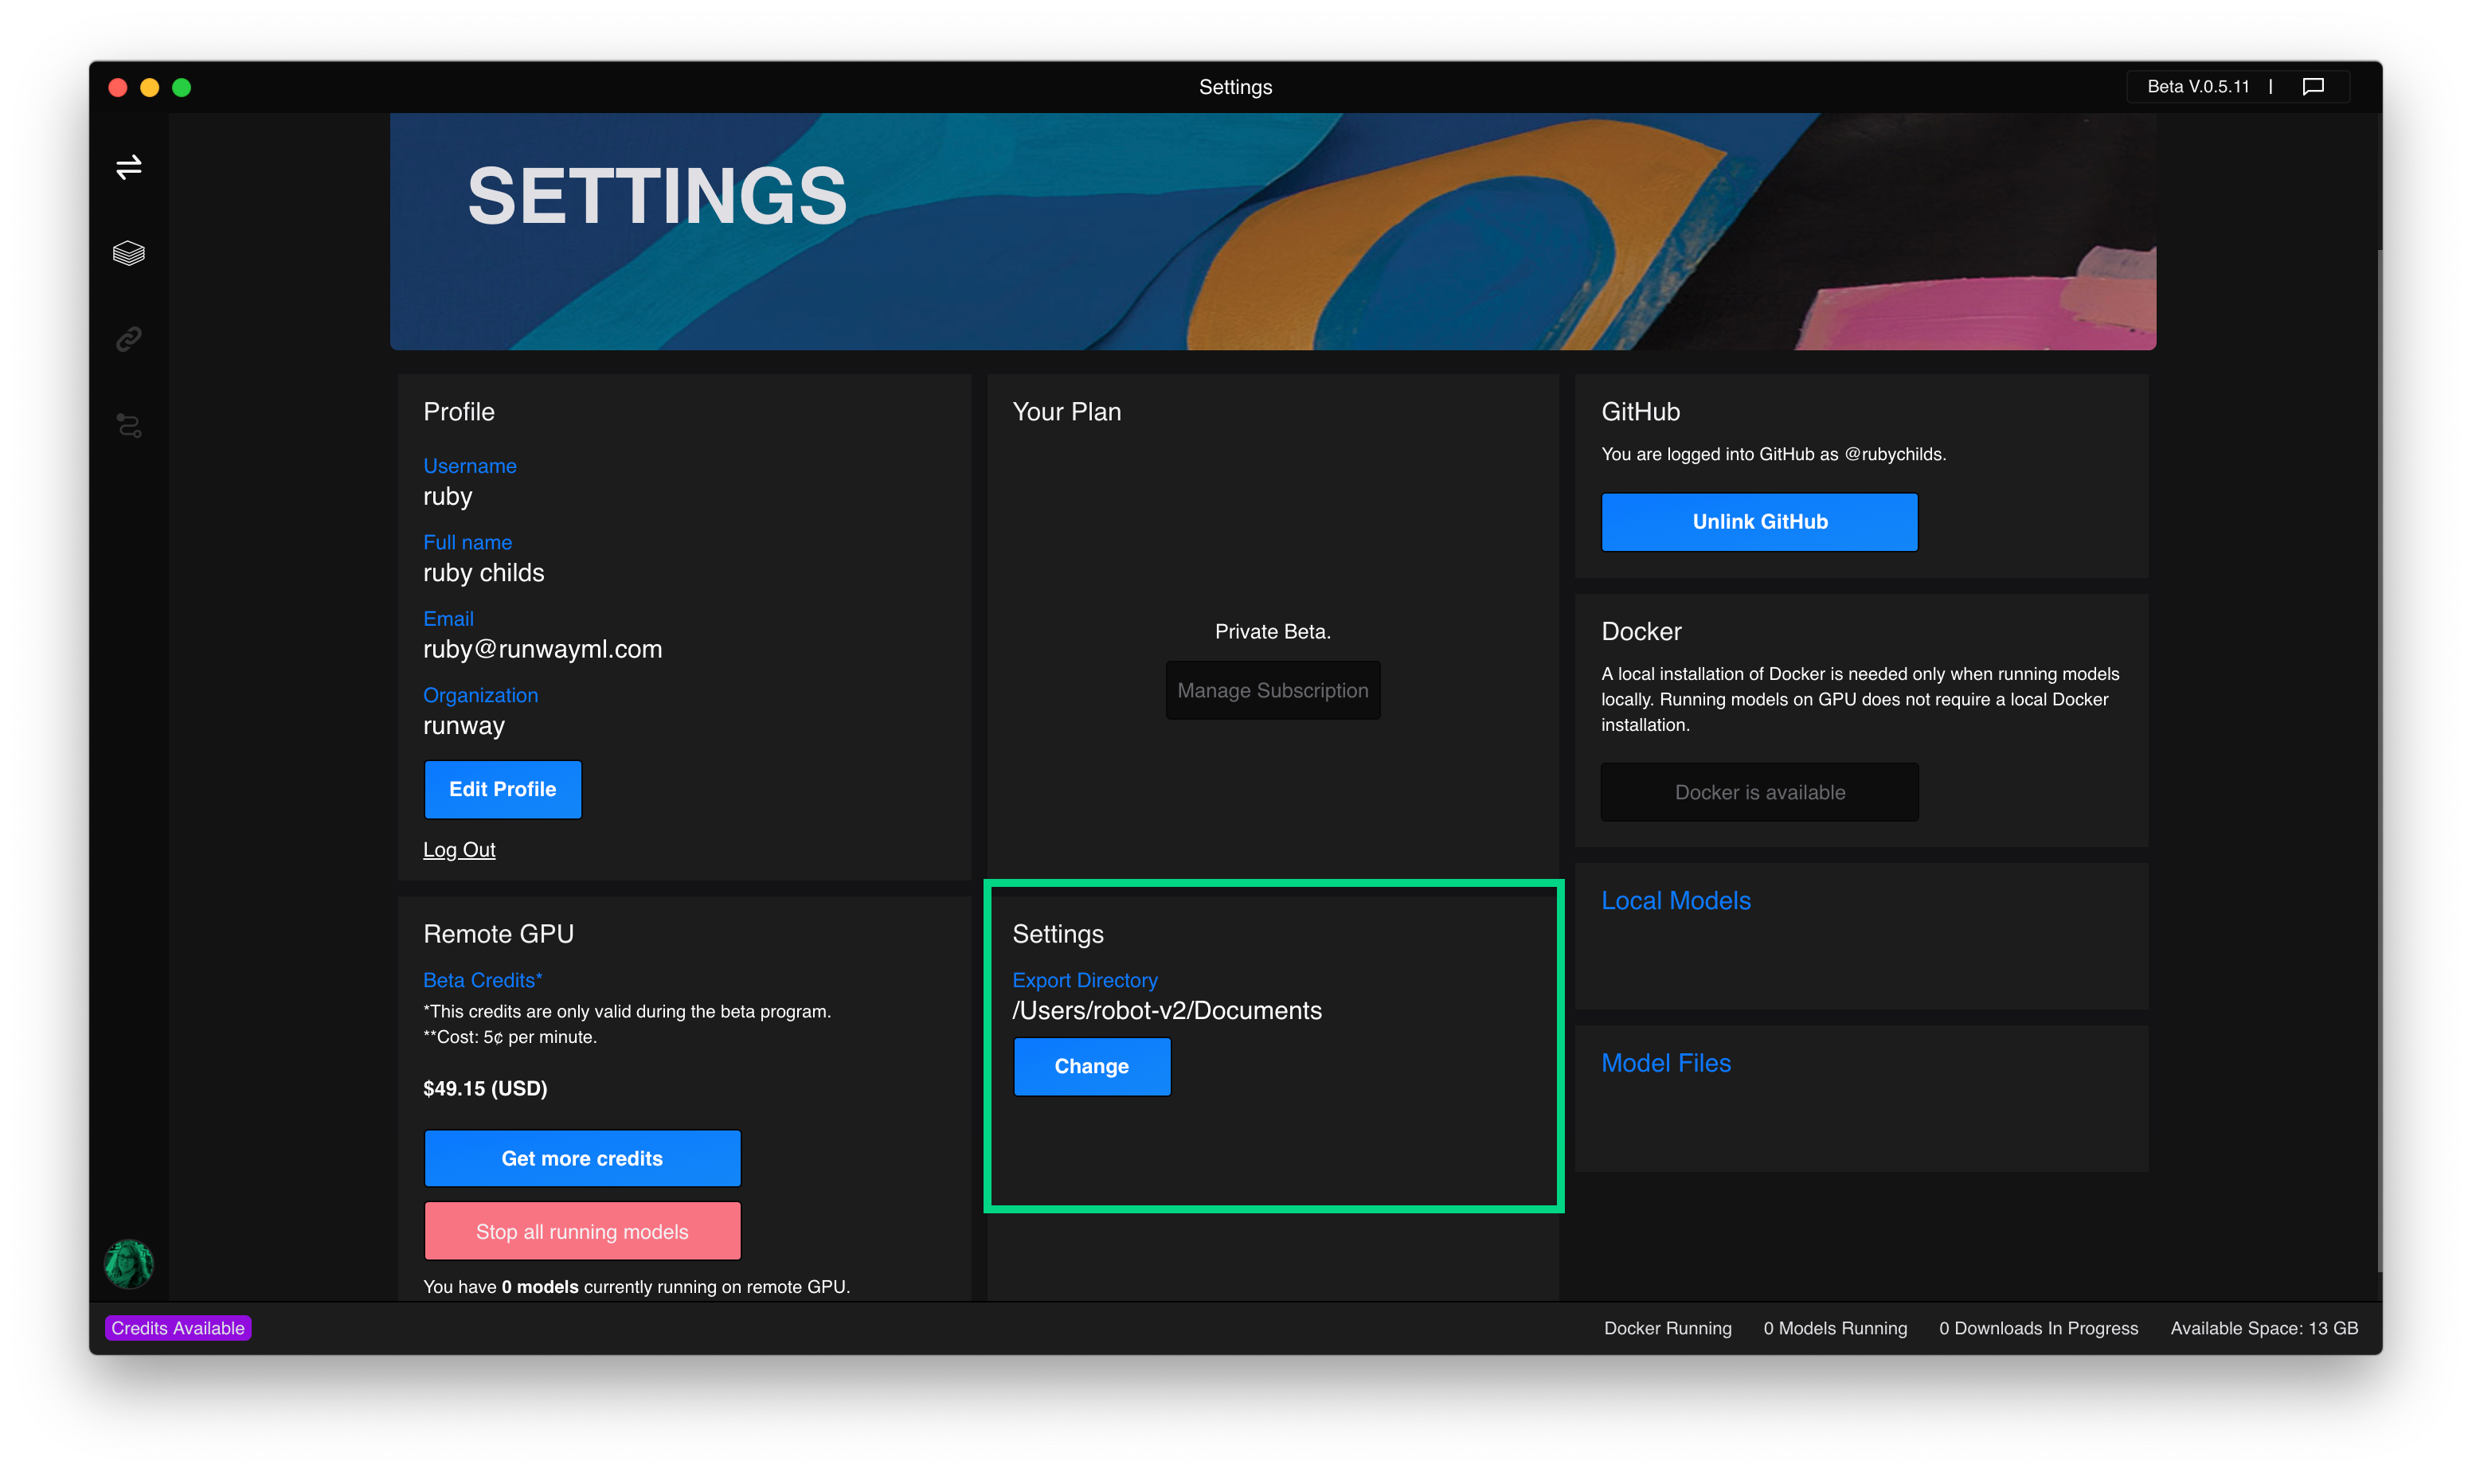 Settings
Beta V.0.5.11 |
SETTINGS
Profile
Username
ruby
Full name
ruby childs
Email
ruby@runwayml.com
Organization
runway
Edit Profile
Log Out
Your Plan
Private Beta.
Manage Subscription
GitHub
You are logged into GitHub as @rubychilds.
Unlink GitHub
Docker
A local installation of Docker is needed only when running models
locally. Running models on GPU does not require a local Docker
installation.
Docker is available
Local Models
Model Files
Remote GPU
Beta Credits*
*This credits are only valid during the beta program.
**Cost: 5¢ per minute.
$49.15 (USD)
Get more credits
Stop all running models
You have 0 models currently running on remote GPU.
Settings
Export Directory
/Users/robot-v2/Documents
Change
Credits Available
Docker Running
0 Models Running
0 Downloads In Progress
Available Space: 13 GB